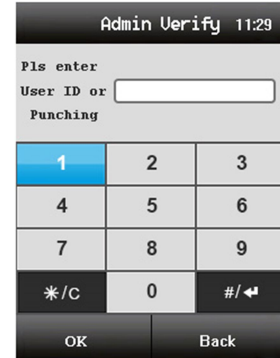 Admin Verify 11:29
Pls enter
User ID or
Punching
1 2 3
4 5 6
7 8 9
*/C 0 #/↵
OK Back